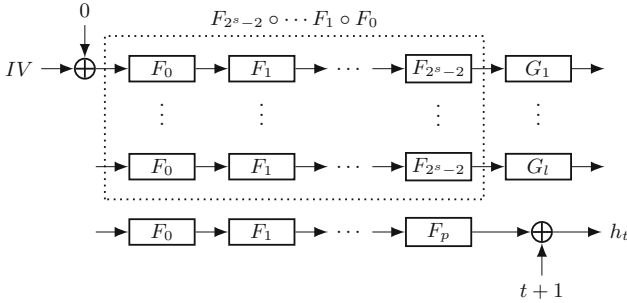 0 F_{2^s−2} ∘ ⋯ F_1 ∘ F_0
IV F_0 F_1 ⋯ F_{2^s−2} G_1
⋮ ⋮ ⋮ ⋮
F_0 F_1 ⋯ F_{2^s−2} G_l
F_0 F_1 ⋯ F_p h_t
t + 1